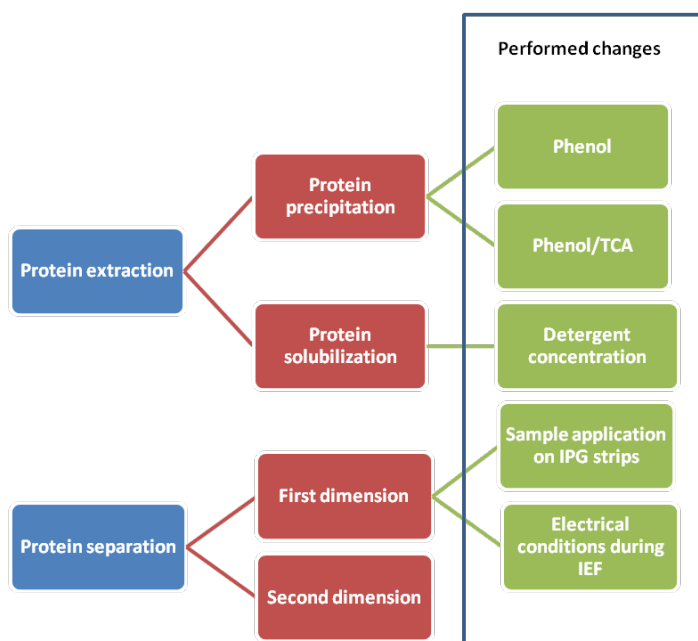 Performed changes
Phenol
Protein
precipitation
Phenol/TCA
Protein extraction
Protein
solubilization
Detergent
concentration
Sample application
on IPG strips
First dimension
Protein separation
Electrical
conditions during
IEF
Second dimension